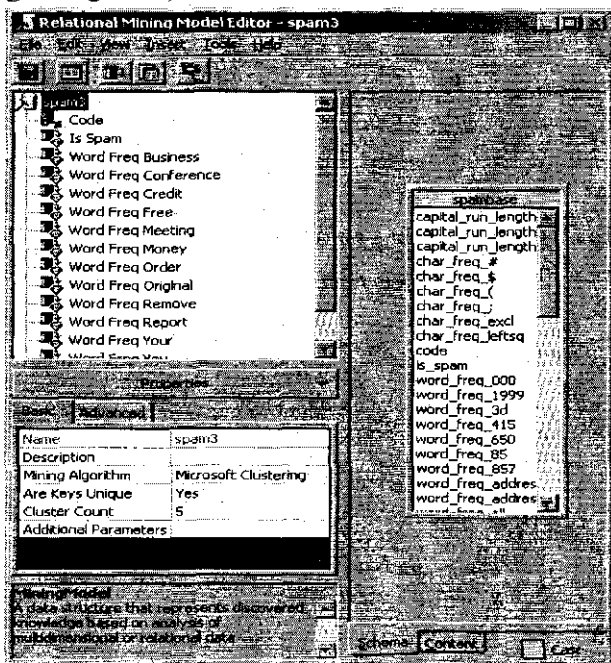 Relational Mining Model Editor - spam3
File Edit View Insert Tools Help
spam3
Code
Is Spam
Word Freq Business
Word Freq Conference
Word Freq Credit
Word Freq Free
Word Freq Meeting
Word Freq Money
Word Freq Order
Word Freq Original
Word Freq Remove
Word Freq Report
Word Freq Your
Word Freq You
Properties
Basic Advanced
Name spam3
Description
Mining Algorithm Microsoft Clustering
Are Keys Unique Yes
Cluster Count 5
Additional Parameters
MiningModel
A data structure that represents discovered
knowledge based on analysis of
multidimensional or relational data
spambase
capital_run_length
capital_run_length
capital_run_length
char_freq_#
char_freq_$
char_freq_(
char_freq_;
char_freq_excl
char_freq_leftsq
code
is_spam
word_freq_000
word_freq_1999
word_freq_3d
word_freq_415
word_freq_650
word_freq_85
word_freq_857
word_freq_addres
word_freq_addres
Schema Content